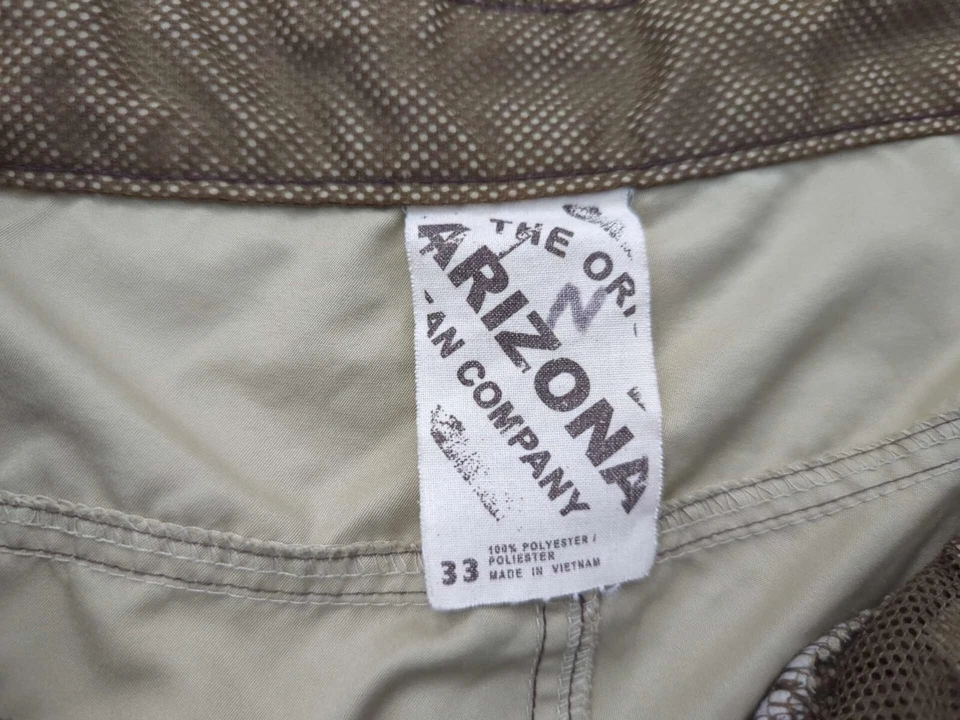 THE ORI
ARIZONA
AN COMPANY
N
33
100% POLYESTER /
POLIESTER
MADE IN VIETNAM